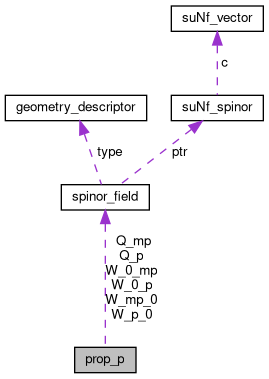 suNf_vector
c
geometry_descriptor
suNf_spinor
type
ptr
spinor_field
Q_mp
Q_p
W_0_mp
W_0_p
W_mp_0
W_p_0
prop_p